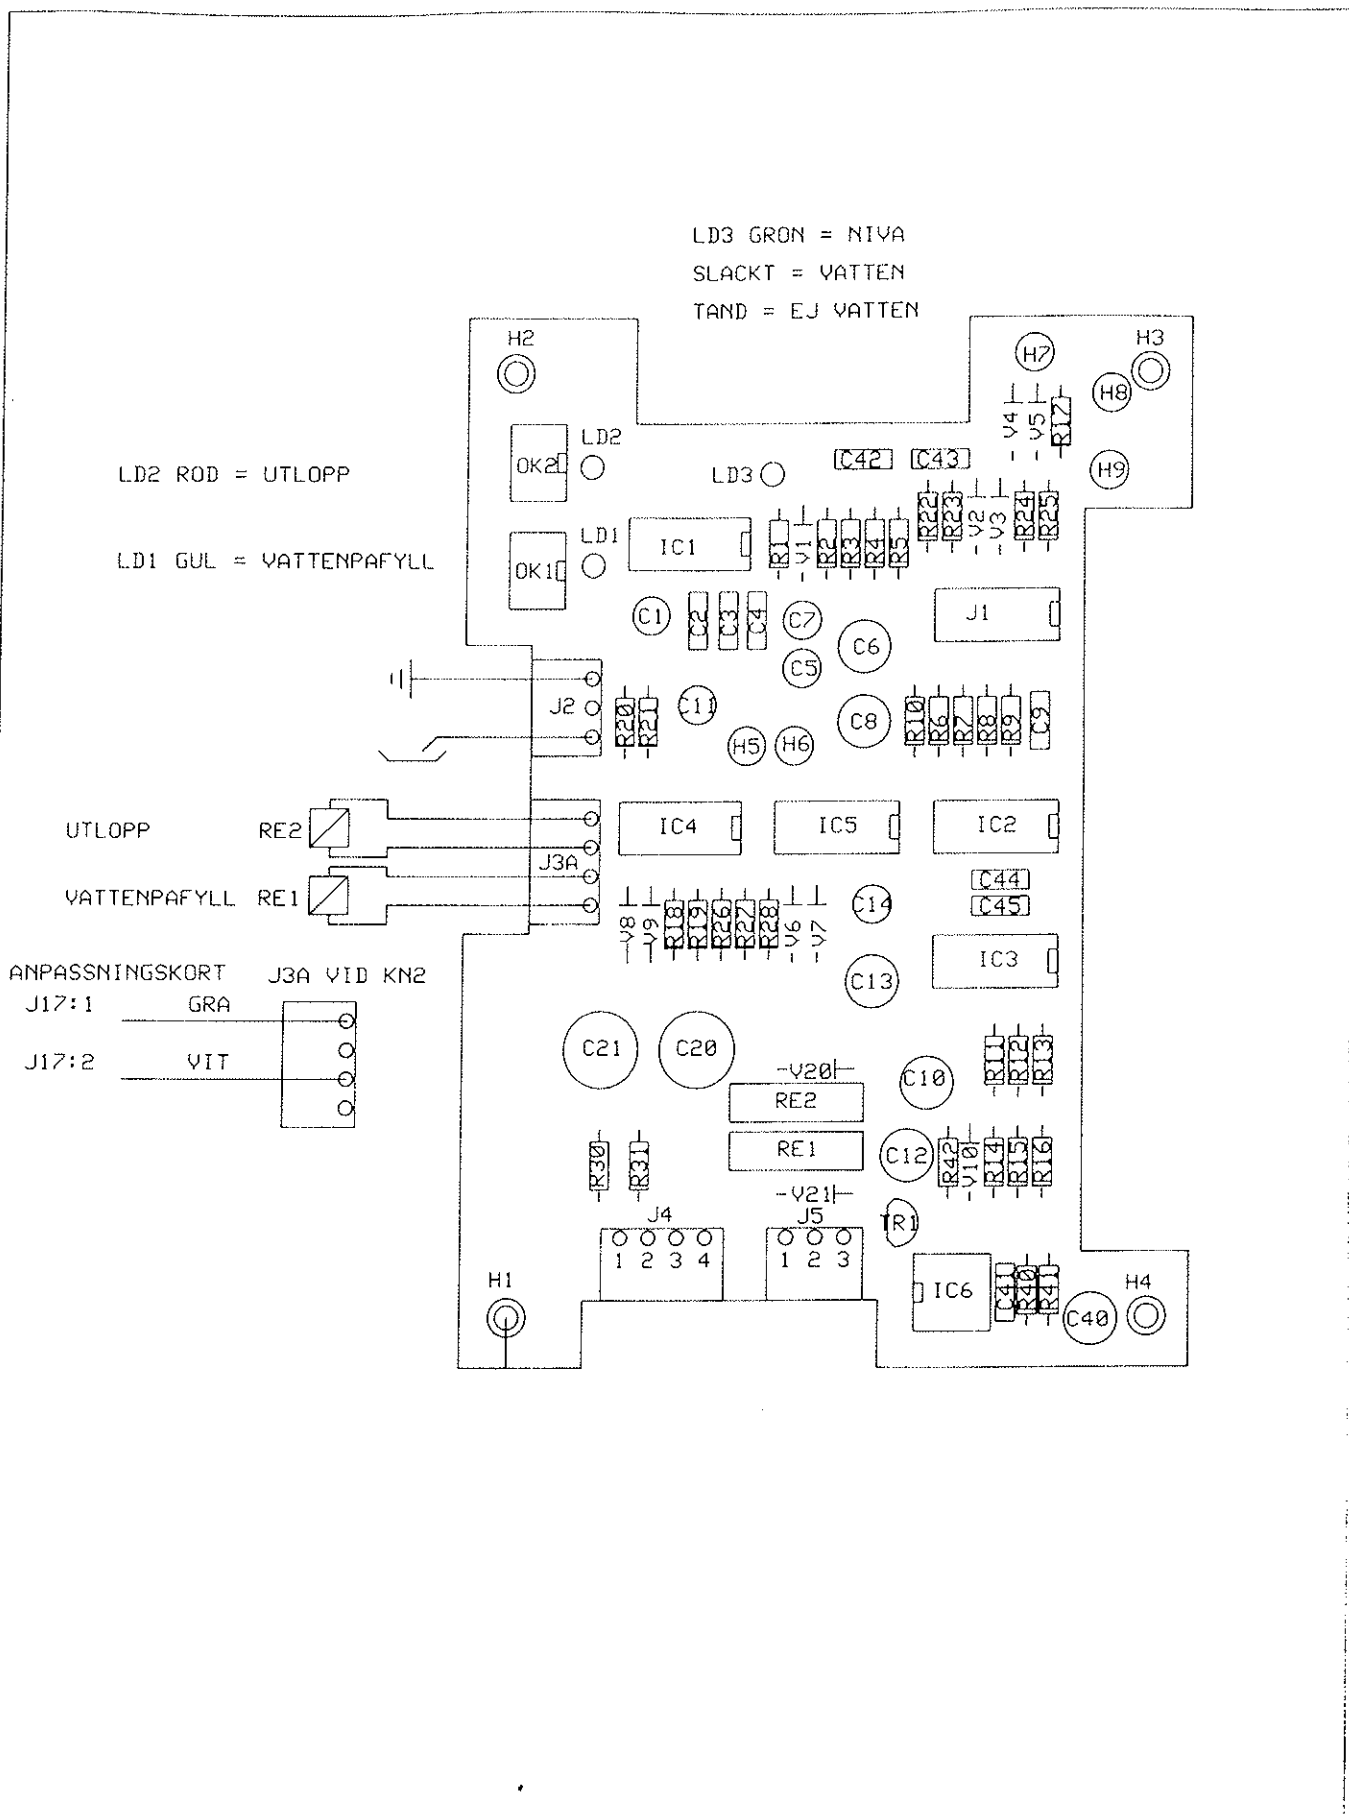 LD3 GRON = NIVA
SLACKT = VATTEN
TAND = EJ VATTEN
H2
H3
H7
H8
V4
V5
R17
LD2
OK2
LD3
C42
C43
H9
LD2 ROD = UTLOPP
R22
R23
V2
V3
R24
R25
LD1
OK1
IC1
R1
V1
R2
R3
R4
R5
LD1 GUL = VATTENPAFYLL
C1
C2
C3
C4
C7
C6
J1
C5
J2
R20
R21
C11
C8
R10
R6
R7
R8
R9
C9
H5
H6
UTLOPP RE2
IC4
IC5
IC2
J3A
C44
C45
VATTENPAFYLL RE1
V8
V9
R18
R19
R26
R27
R28
V6
V7
C14
IC3
ANPASSNINGSKORT J3A VID KN2
C13
J17:1 GRA
C21
C20
R11
R12
R13
J17:2 VIT
V20
C10
RE2
RE1
C12
R30
R31
R42
V10
R14
R15
R16
V21
J4
J5
TR1
1 2 3 4
1 2 3
H1
IC6
C41
R40
R41
C40
H4